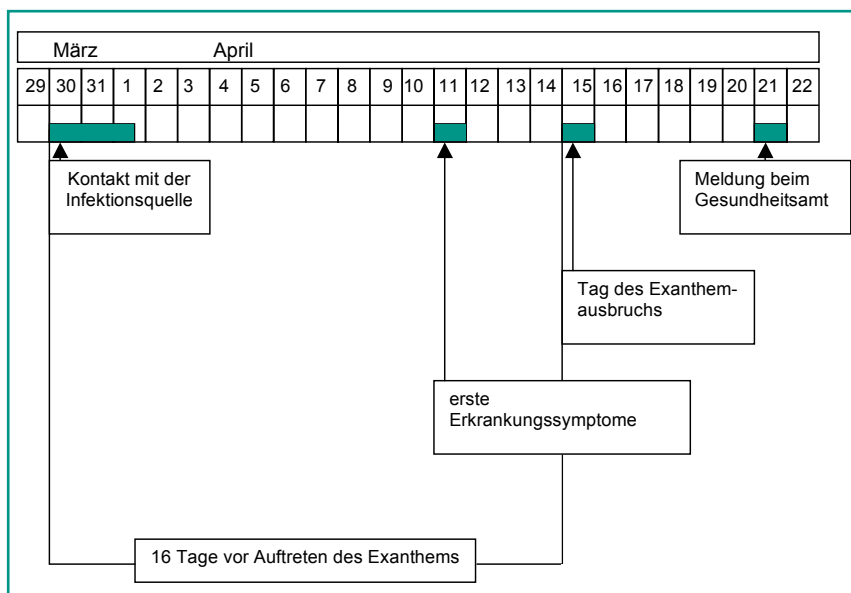 März April
29 30 31 1 2 3 4 5 6 7 8 9 10 11 12 13 14 15 16 17 18 19 20 21 22
Kontakt mit der
Infektionsquelle
Meldung beim
Gesundheitsamt
Tag des Exanthem-
ausbruchs
erste
Erkrankungssymptome
16 Tage vor Auftreten des Exanthems